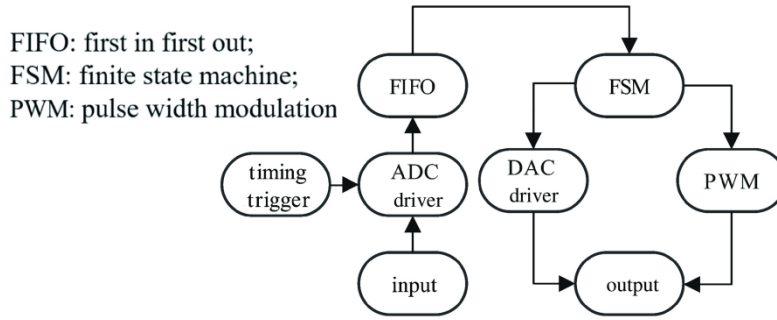 FIFO: first in first out;
FSM: finite state machine;
PWM: pulse width modulation
FIFO
FSM
timing
trigger
ADC
driver
DAC
driver
PWM
input
output